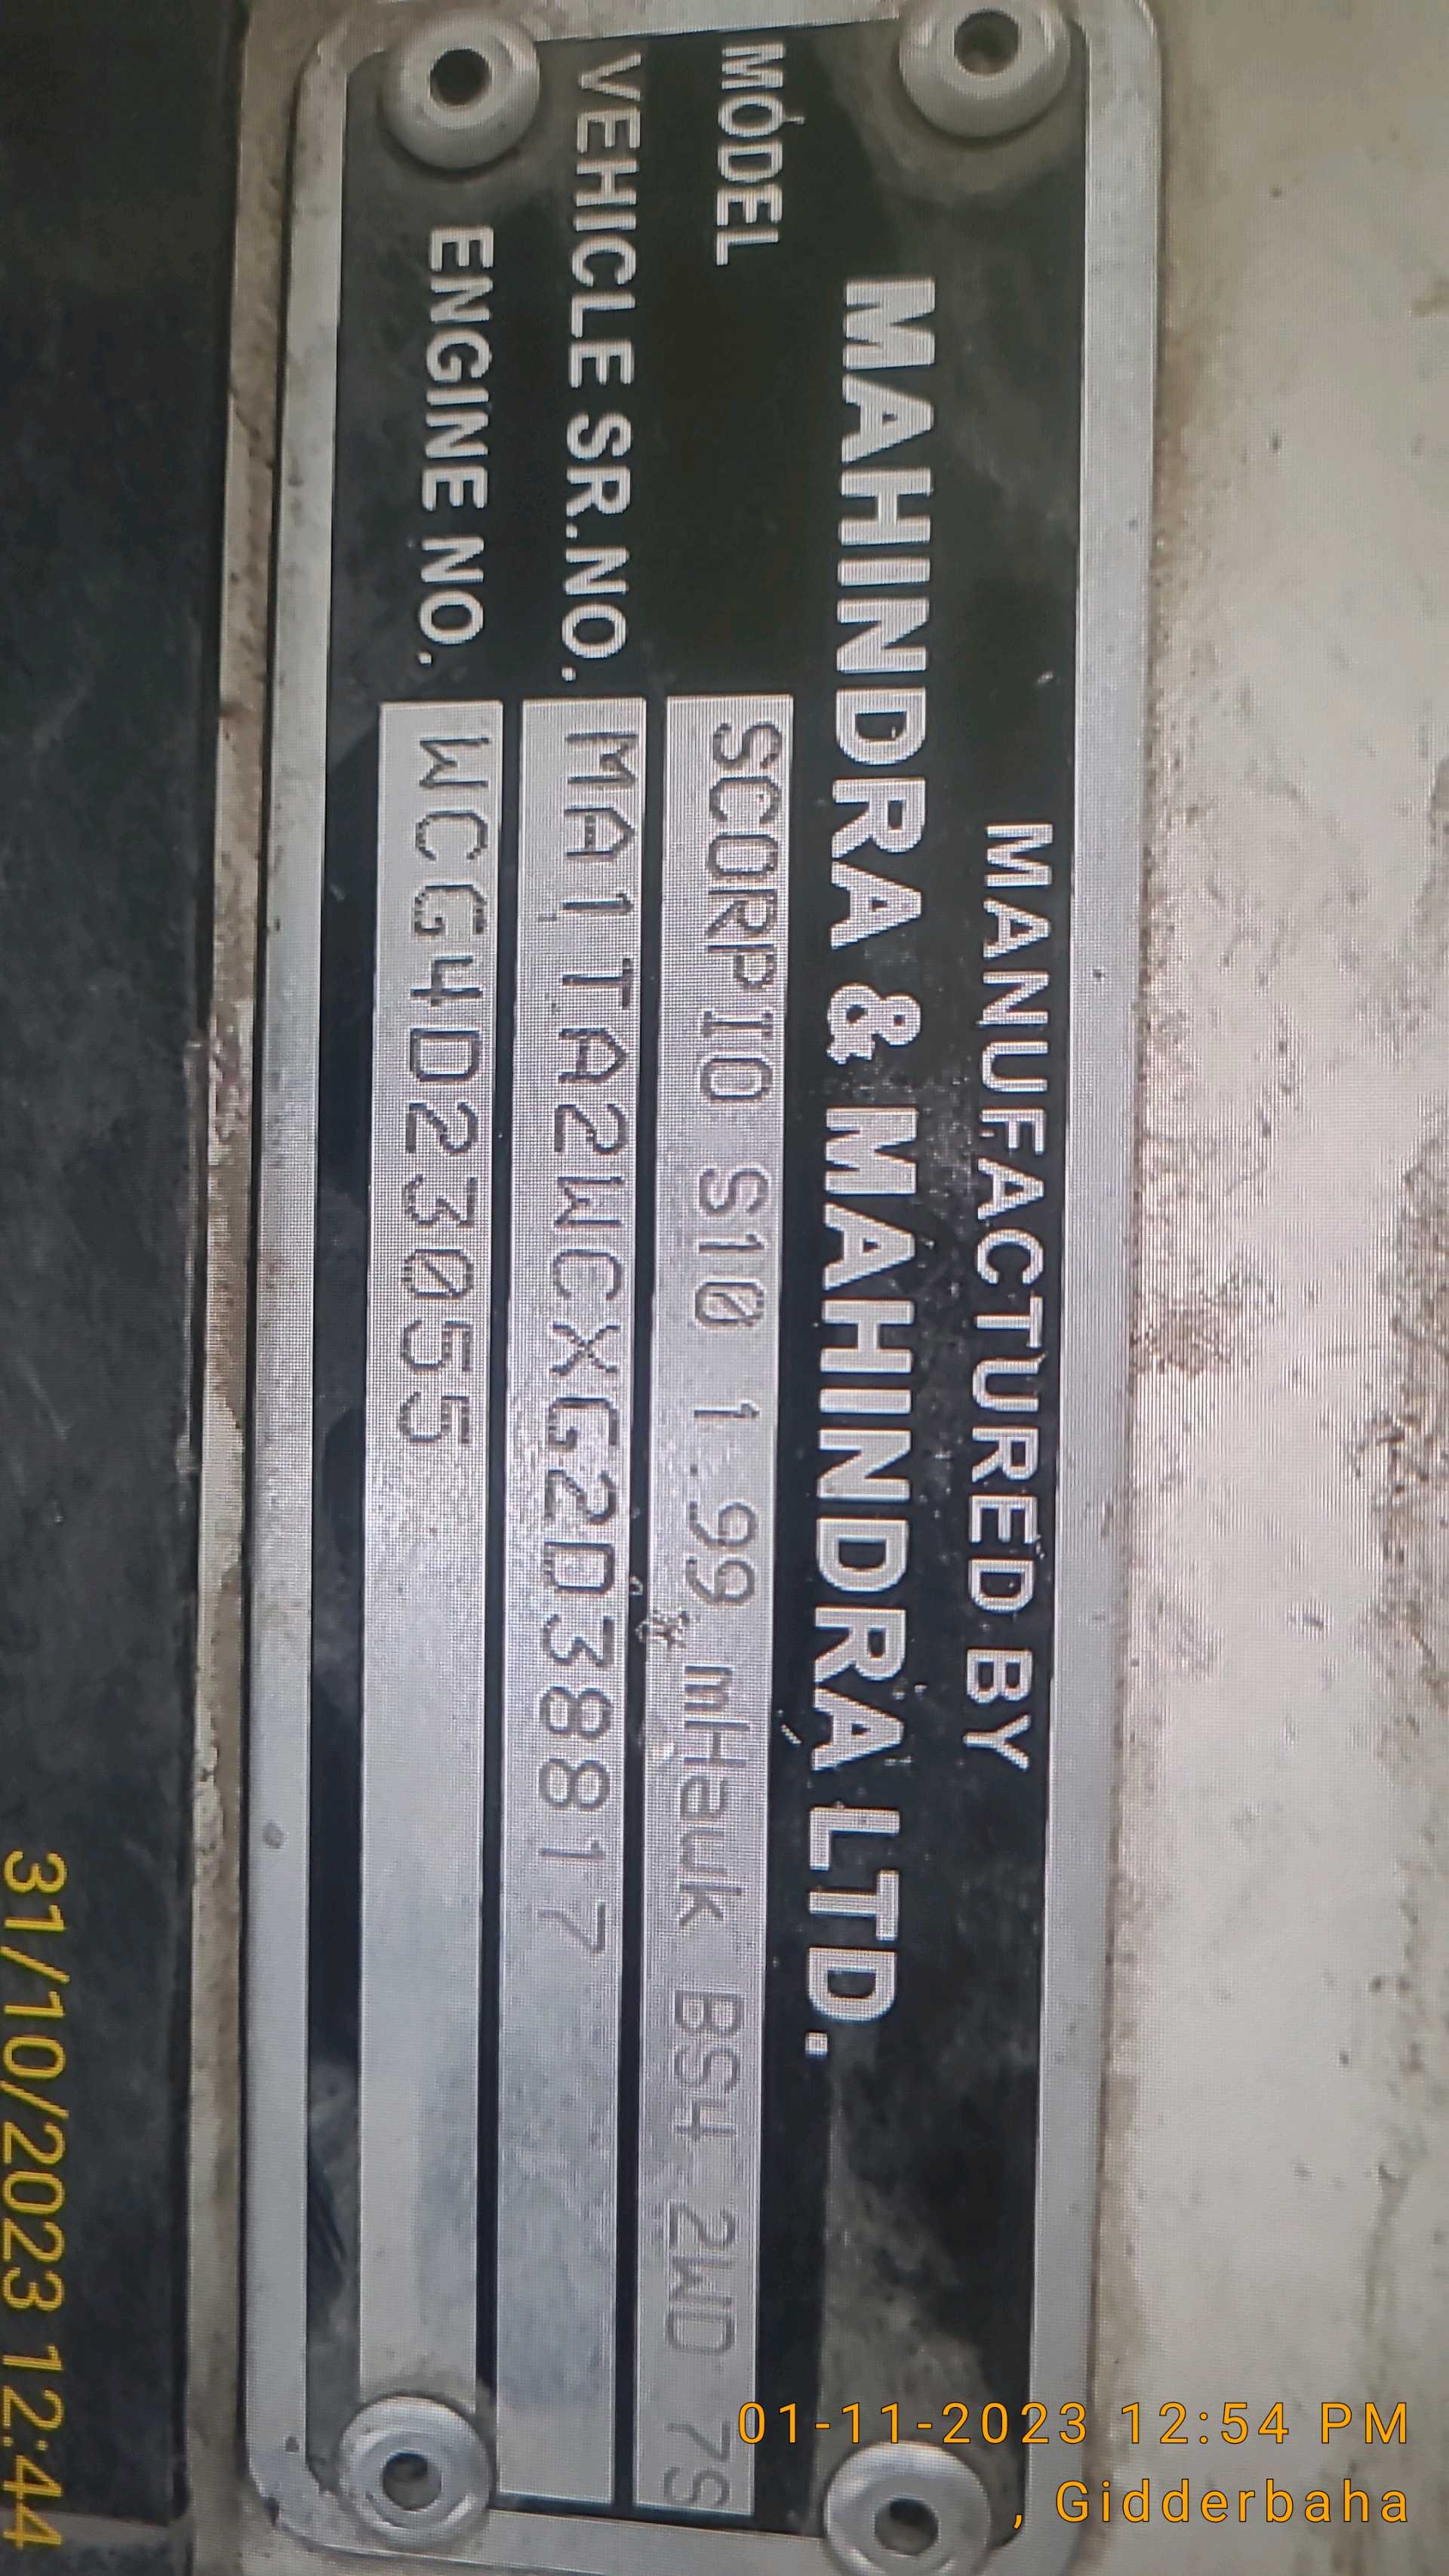 MANUFACTURED BY
MAHINDRA & MAHINDRA LTD.
MODEL SCORPIO S10 1.99 mHawk BS4 2WD 7S
VEHICLE SR.NO. MA1TA2WCXG2D38817
ENGINE NO. WCG4D23055
31/10/2023 12:44
01-11-2023 12:54 PM
, Gidderbaha